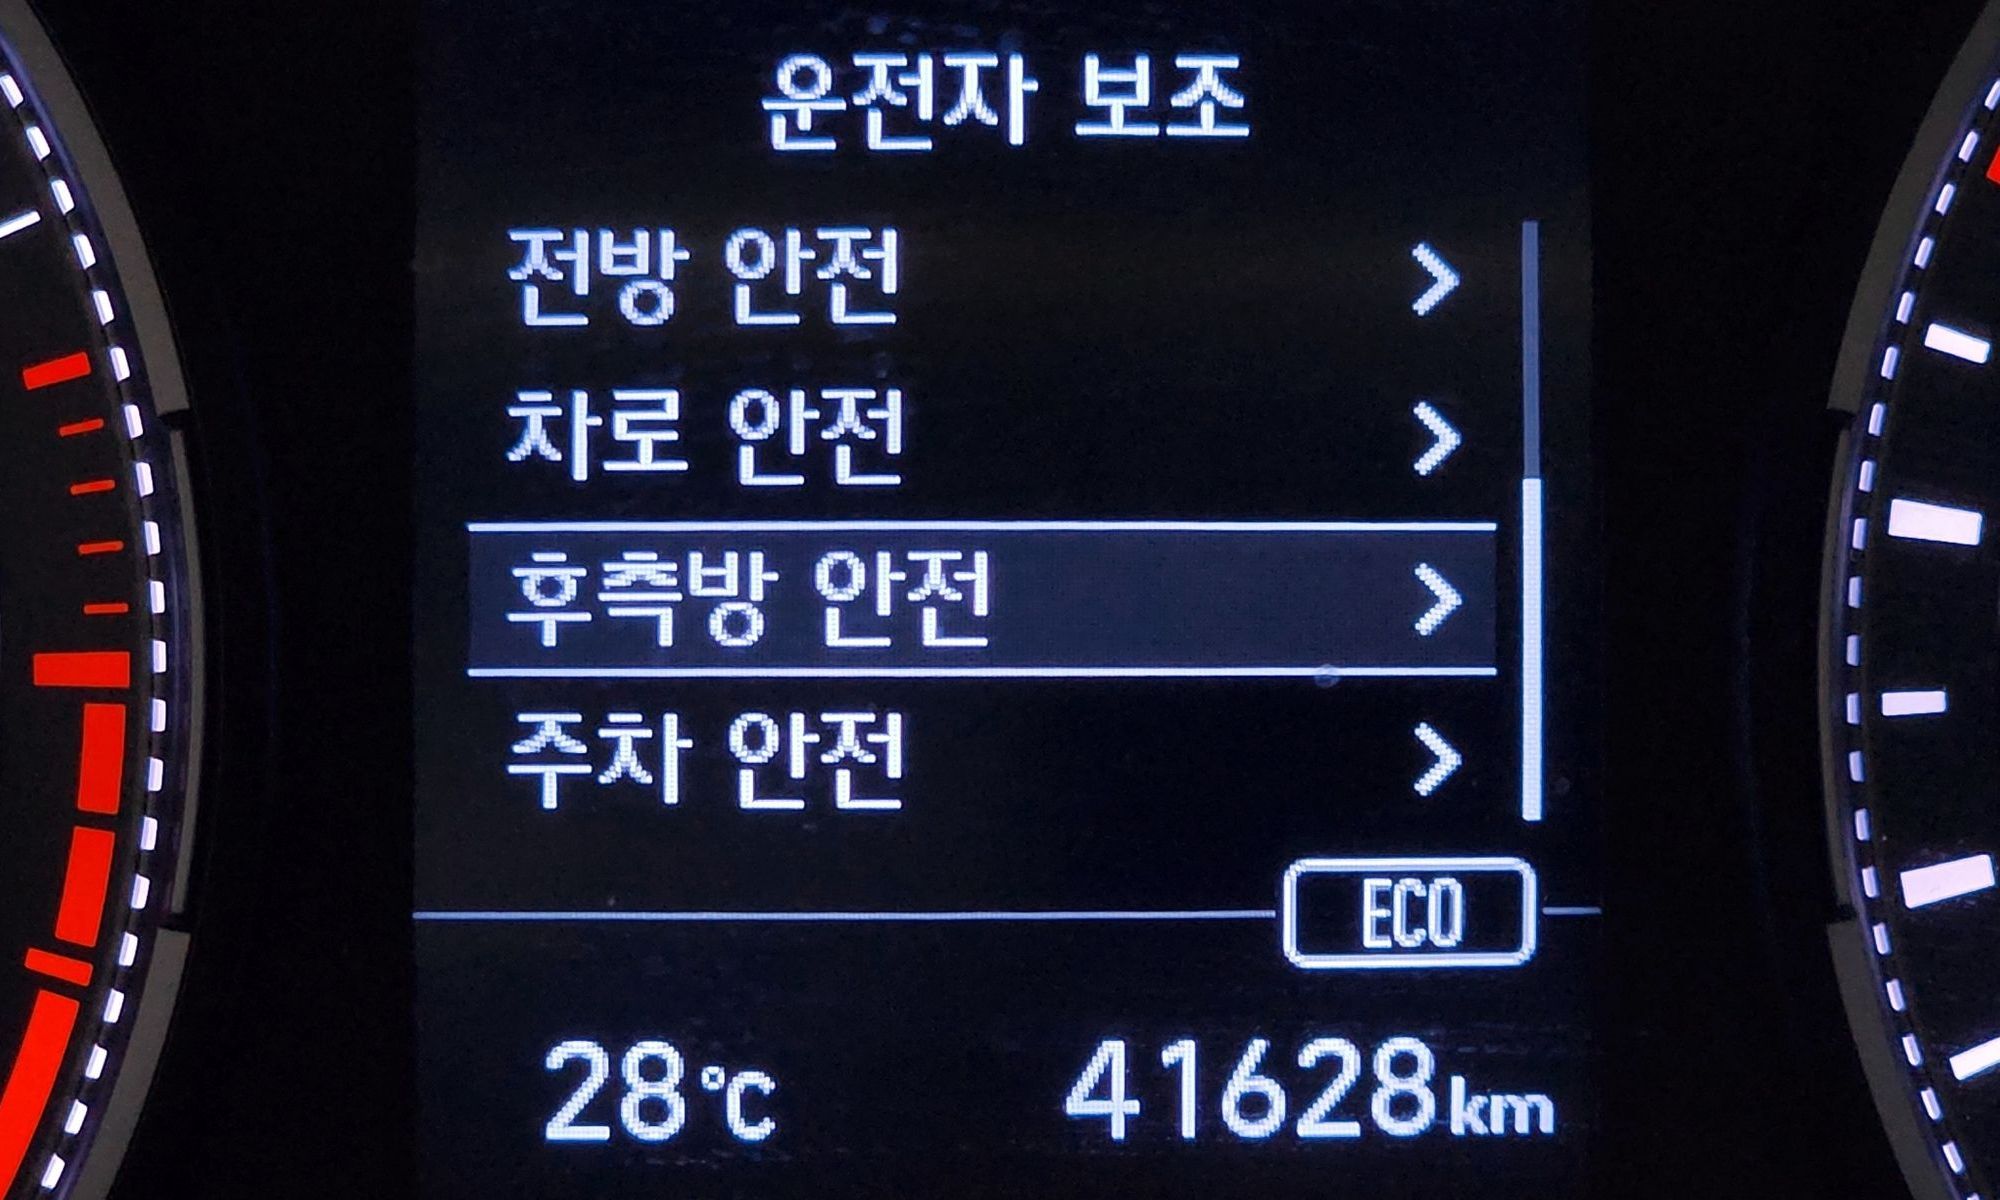 운전자 보조
전방 안전
차로 안전
후측방 안전
주차 안전
ECO
28°C 41628km